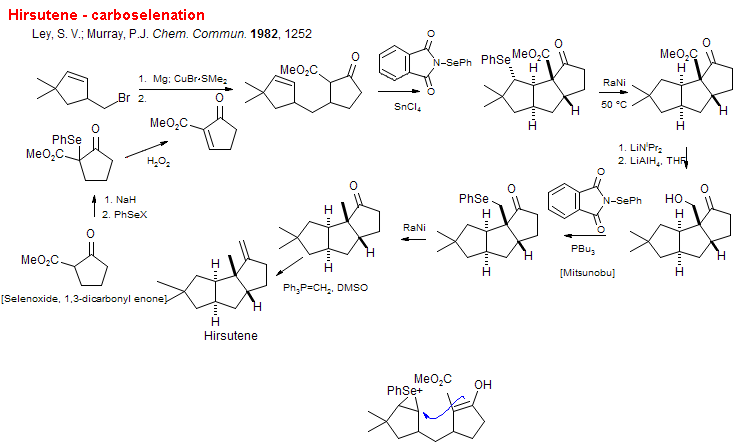 Hirsutene - carboselenation
Ley, S. V.; Murray, P.J. Chem. Commun. 1982, 1252
Br
1. Mg; CuBr•SMe₂
2.
O
MeO₂C
MeO₂C
O
O
N-SePh
O
SnCl₄
PhSe
MeO₂C
O
H
H
H
RaNi
50 °C
MeO₂C
O
H
H
H
PhSe
O
MeO₂C
H₂O₂
1. NaH
2. PhSeX
MeO₂C
O
[Selenoxide, 1,3-dicarbonyl enone]
1. LiNⁱPr₂
2. LiAlH₄, THF
HO
O
H
H
H
O
N-SePh
O
PBu₃
[Mitsunobu]
PhSe
O
H
H
H
RaNi
O
H
H
H
Ph₃P=CH₂, DMSO
H
H
H
Hirsutene
MeO₂C
OH
PhSe+